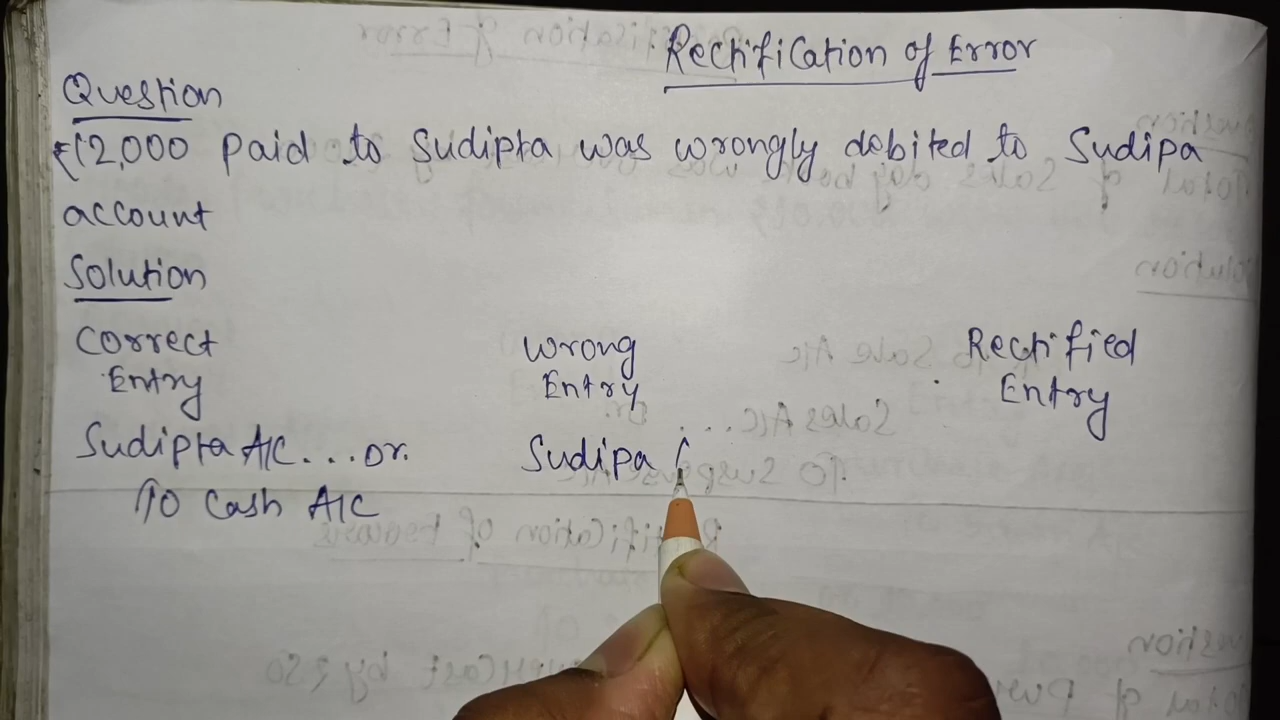 Rectification of Error
Question
₹12,000 paid to Sudipta was wrongly debited to Sudipa
account
Solution
Correct Entry
Wrong Entry
Rectified Entry
Sudipta A/C....Dr.
Sudipa
To Cash A/C